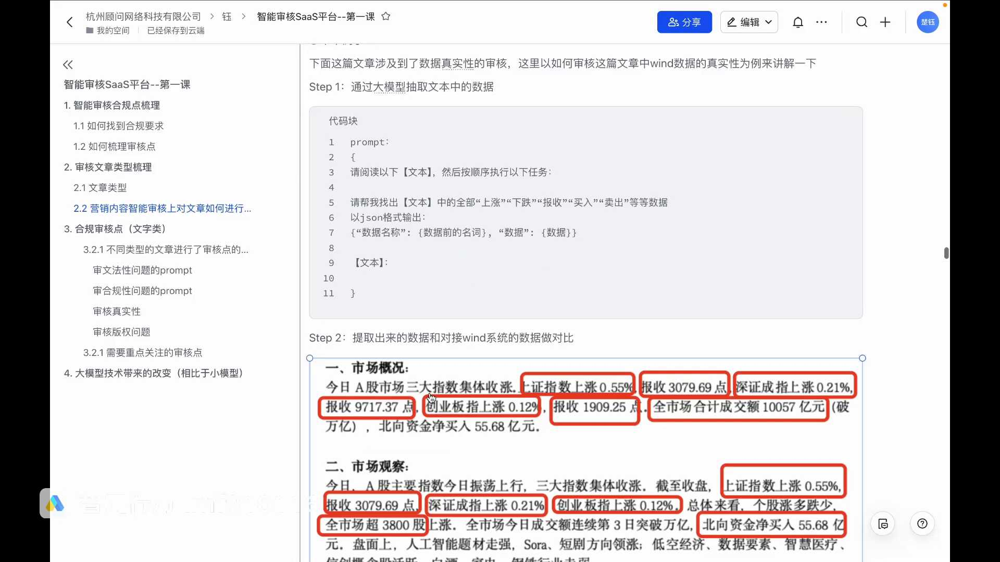 杭州顾问网络科技有限公司 > 钰 > 智能审核SaaS平台--第一课
我的空间 已经保存到云端
分享
编辑
楚钰
智能审核SaaS平台--第一课
1. 智能审核合规点梳理
1.1 如何找到合规要求
1.2 如何梳理审核点
2. 审核文章类型梳理
2.1 文章类型
2.2 营销内容智能审核上对文章如何进行...
3. 合规审核点（文字类）
3.2.1 不同类型的文章进行了审核点的...
审文法性问题的prompt
审合规性问题的prompt
审核真实性
审核版权问题
3.2.1 需要重点关注的审核点
4. 大模型技术带来的改变（相比于小模型）
下面这篇文章涉及到了数据真实性的审核，这里以如何审核这篇文章中wind数据的真实性为例来讲解一下
Step 1：通过大模型抽取文本中的数据
代码块
1 prompt：
2 {
3 请阅读以下【文本】，然后按顺序执行以下任务：
4
5 请帮我找出【文本】中的全部“上涨”“下跌”“报收”“买入”“卖出”等等数据
6 以json格式输出：
7 {“数据名称”：{数据前的名词}，“数据”：{数据}}
8
9 【文本】：
10
11 }
Step 2：提取出来的数据和对接wind系统的数据做对比
一、市场概况：
今日 A股市场三大指数集体收涨。上证指数上涨0.55%，报收3079.69点，深证成指上涨0.21%，
报收 9717.37 点，创业板指上涨 0.12%，报收 1909.25 点。全市场合计成交额 10057 亿元（破
万亿），北向资金净买入 55.68 亿元。
二、市场观察：
今日，A 股主要指数今日振荡上行，三大指数集体收涨。截至收盘，上证指数上涨 0.55%，
报收 3079.69 点，深证成指上涨 0.21%，创业板指上涨 0.12%。总体来看，个股涨多跌少，
全市场超 3800 股上涨。全市场今日成交额连续第 3 日突破万亿，北向资金净买入 55.68 亿
元。盘面上，人工智能题材走强，Sora、短剧方向领涨；低空经济、数据要素、智慧医疗、